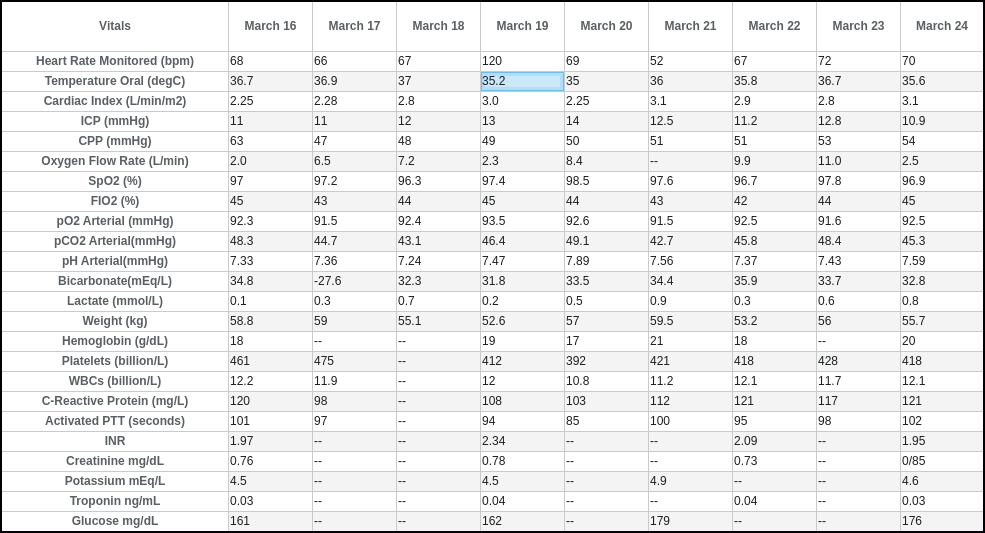 Vitals March 16 March 17 March 18 March 19 March 20 March 21 March 22 March 23 March 24
Heart Rate Monitored (bpm) 68 66 67 120 69 52 67 72 70
Temperature Oral (degC) 36.7 36.9 37 35.2 35 36 35.8 36.7 35.6
Cardiac Index (L/min/m2) 2.25 2.28 2.8 3.0 2.25 3.1 2.9 2.8 3.1
ICP (mmHg) 11 11 12 13 14 12.5 11.2 12.8 10.9
CPP (mmHg) 63 47 48 49 50 51 51 53 54
Oxygen Flow Rate (L/min) 2.0 6.5 7.2 2.3 8.4 -- 9.9 11.0 2.5
SpO2 (%) 97 97.2 96.3 97.4 98.5 97.6 96.7 97.8 96.9
FIO2 (%) 45 43 44 45 44 43 42 44 45
pO2 Arterial (mmHg) 92.3 91.5 92.4 93.5 92.6 91.5 92.5 91.6 92.5
pCO2 Arterial(mmHg) 48.3 44.7 43.1 46.4 49.1 42.7 45.8 48.4 45.3
pH Arterial(mmHg) 7.33 7.36 7.24 7.47 7.89 7.56 7.37 7.43 7.59
Bicarbonate(mEq/L) 34.8 -27.6 32.3 31.8 33.5 34.4 35.9 33.7 32.8
Lactate (mmol/L) 0.1 0.3 0.7 0.2 0.5 0.9 0.3 0.6 0.8
Weight (kg) 58.8 59 55.1 52.6 57 59.5 53.2 56 55.7
Hemoglobin (g/dL) 18 -- -- 19 17 21 18 -- 20
Platelets (billion/L) 461 475 -- 412 392 421 418 428 418
WBCs (billion/L) 12.2 11.9 -- 12 10.8 11.2 12.1 11.7 12.1
C-Reactive Protein (mg/L) 120 98 -- 108 103 112 121 117 121
Activated PTT (seconds) 101 97 -- 94 85 100 95 98 102
INR 1.97 -- -- 2.34 -- -- 2.09 -- 1.95
Creatinine mg/dL 0.76 -- -- 0.78 -- -- 0.73 -- 0/85
Potassium mEq/L 4.5 -- -- 4.5 -- 4.9 -- -- 4.6
Troponin ng/mL 0.03 -- -- 0.04 -- -- 0.04 -- 0.03
Glucose mg/dL 161 -- -- 162 -- 179 -- -- 176